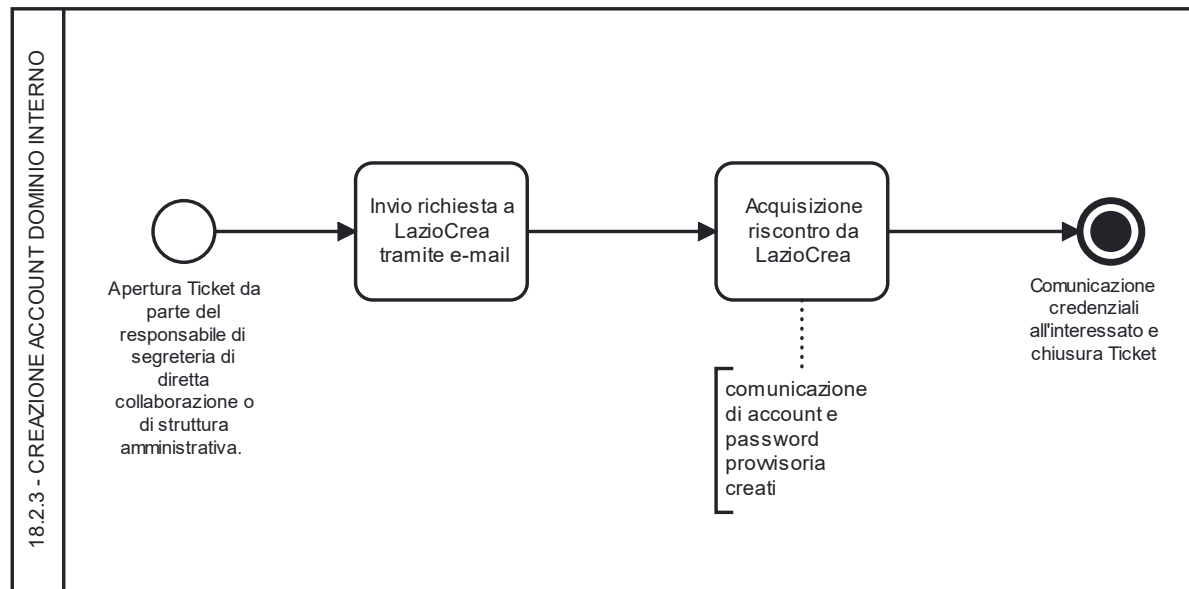 18.2.3 - CREAZIONE ACCOUNT DOMINIO INTERNO
Apertura Ticket da
parte del
responsabile di
segreteria di
diretta
collaborazione o
di struttura
amministrativa.
Invio richiesta a
LazioCrea
tramite e-mail
Acquisizione
riscontro da
LazioCrea
comunicazione
di account e
password
provvisoria
creati
Comunicazione
credenziali
all'interessato e
chiusura Ticket